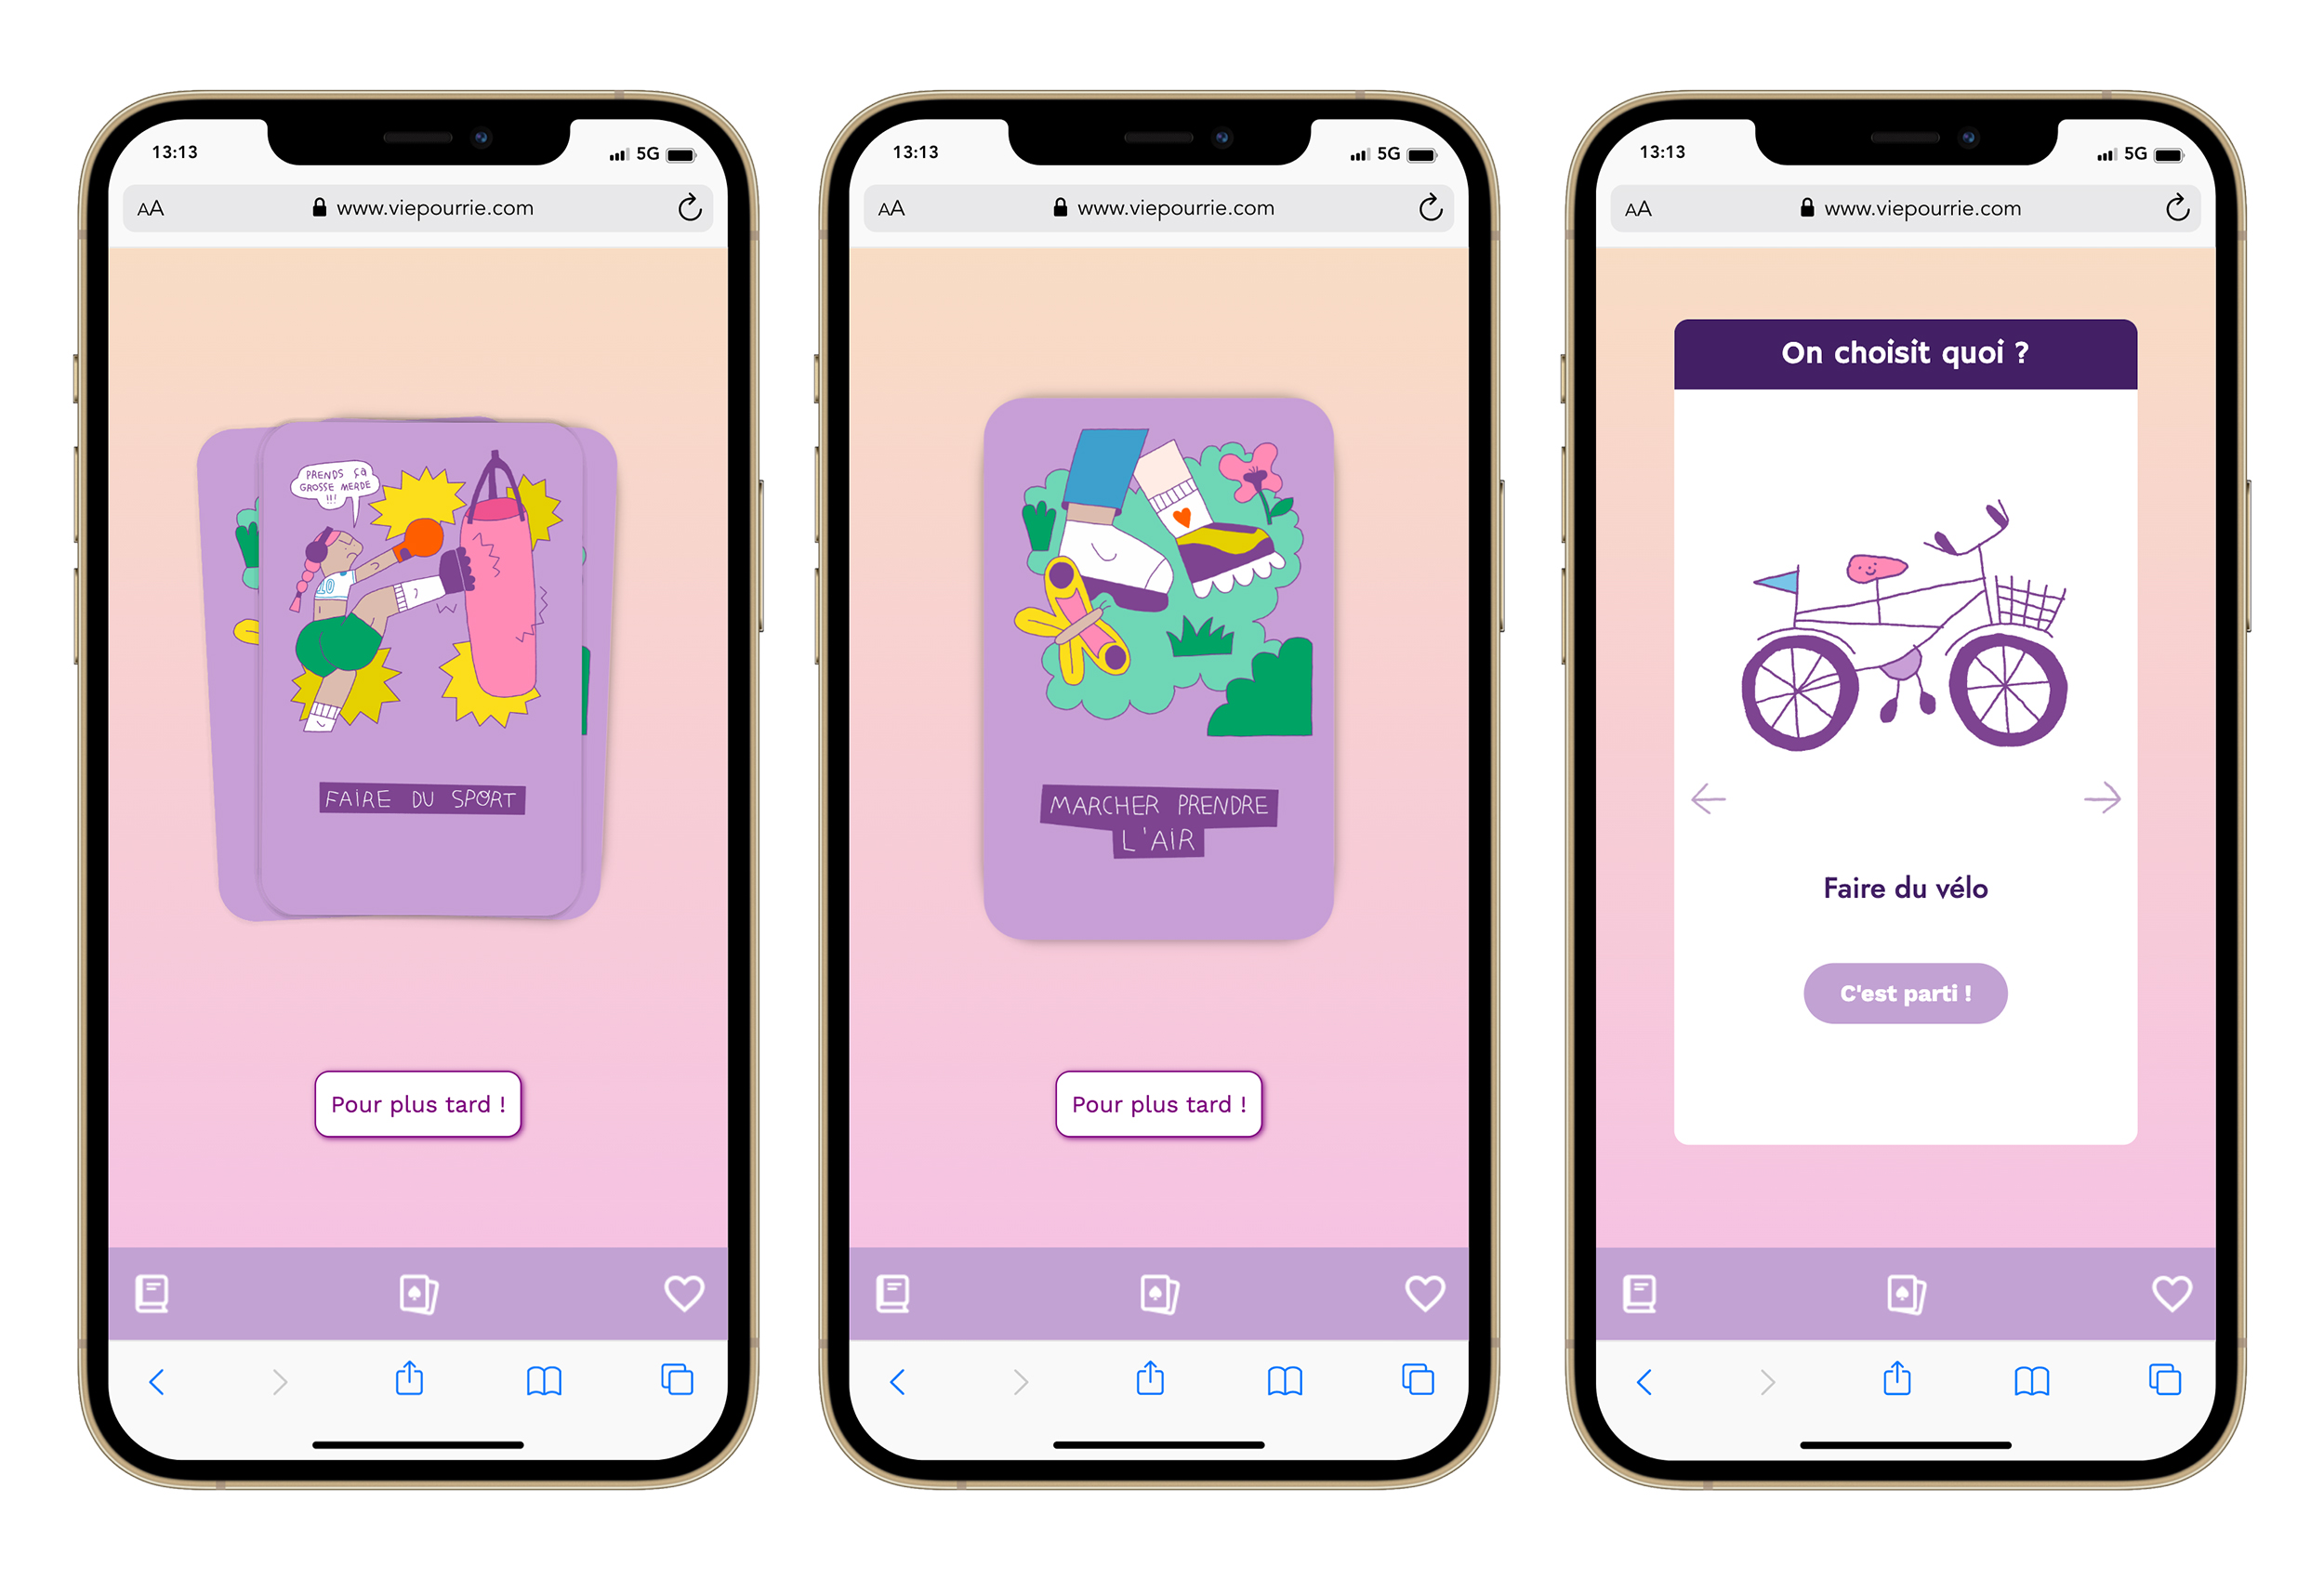 13:13
5G
AA
www.viepourrie.com
PRENDS ÇA
GROSSE MERDE
!!!
10
FAIRE DU SPORT
Pour plus tard !
13:13
5G
AA
www.viepourrie.com
MARCHER PRENDRE
L'AIR
Pour plus tard !
13:13
5G
AA
www.viepourrie.com
On choisit quoi ?
Faire du vélo
C'est parti !